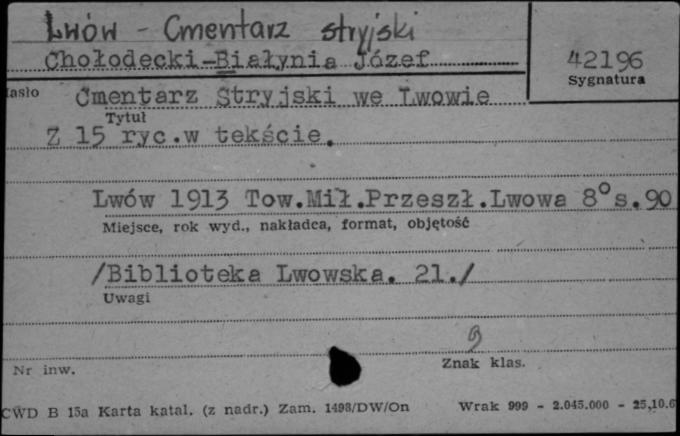 Lwów - Cmentarz stryjski
Chołodecki-Białynia Józef
42196
Sygnatura
asło
Cmentarz Stryjski we Lwowie
Tytuł
Z 15 ryc.w tekście.
Lwów 1913 Tow.Mił.Przeszł.Lwowa 8° s.90
Miejsce, rok wyd., nakładca, format, objętość
/Biblioteka Lwowska. 21./
Uwagi
Nr inw.
Znak klas.
CWD B 15a Karta katal. (z nadr.) Zam. 1498/DW/On
Wrak 999 - 2.045.000 - 25.10.6